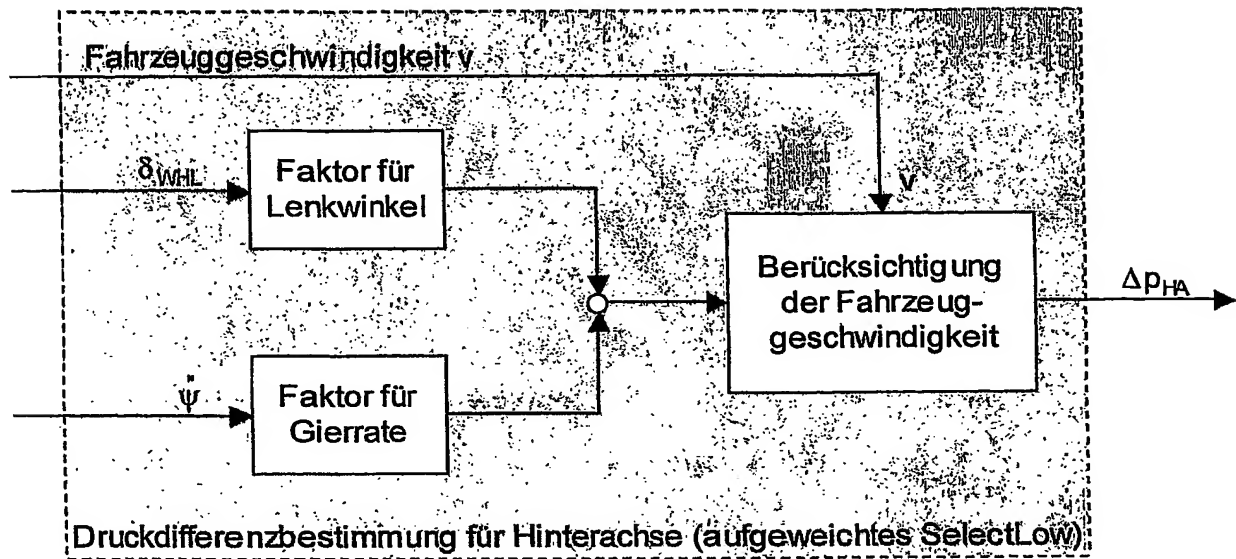 Fahrzeuggeschwindigkeit v
δWHL
Faktor für
Lenkwinkel
v
Berücksichtigung
der Fahrzeug-
geschwindigkeit
ΔpHA
ψ̇
Faktor für
Gierrate
Druckdifferenzbestimmung für Hinterachse (aufgeweichtes SelectLow)